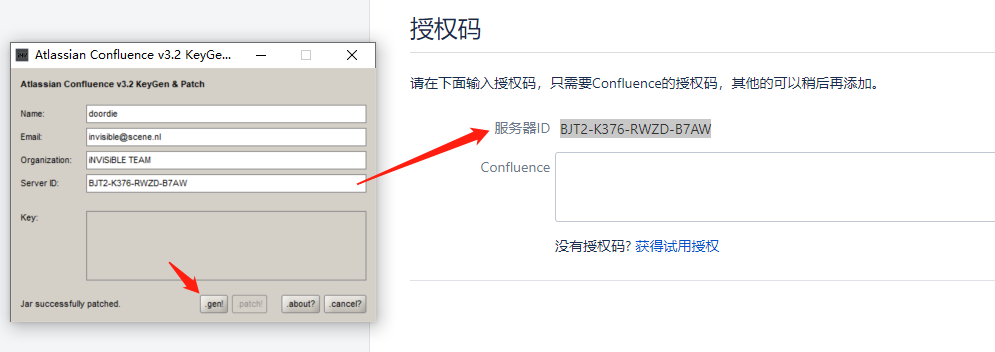 Atlassian Confluence v3.2 KeyGe...
Atlassian Confluence v3.2 KeyGen & Patch
Name: doordie
Email: invisible@scene.nl
Organization: iNViSiBLE TEAM
Server ID: BJT2-K376-RWZD-B7AW
Key:
Jar successfully patched. .gen! .patch! .about? .cancel?
授权码
请在下面输入授权码，只需要Confluence的授权码，其他的可以稍后再添加。
服务器ID BJT2-K376-RWZD-B7AW
Confluence
没有授权码? 获得试用授权